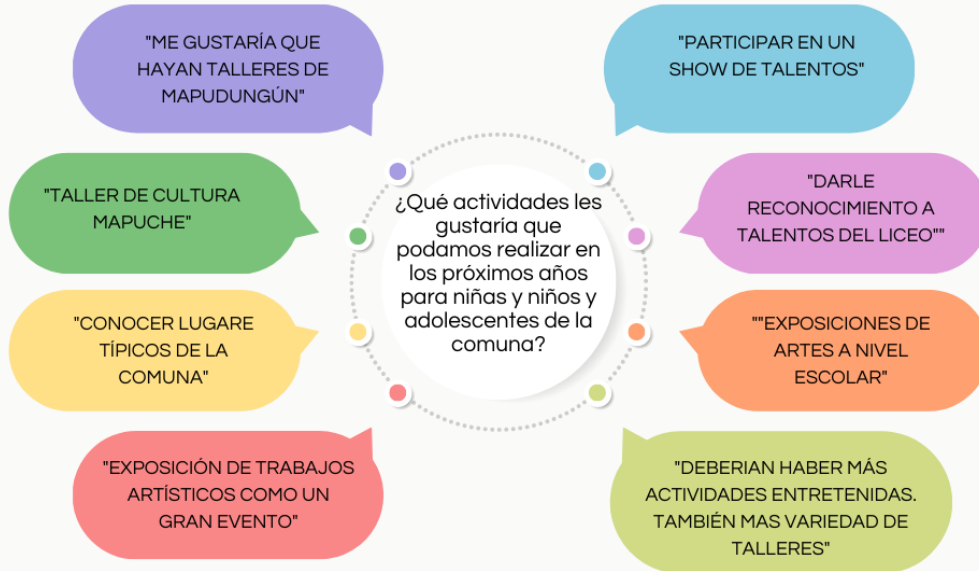 "ME GUSTARÍA QUE
HAYAN TALLERES DE
MAPUDUNGÚN"
"PARTICIPAR EN UN
SHOW DE TALENTOS"
"TALLER DE CULTURA
MAPUCHE"
"DARLE
RECONOCIMIENTO A
TALENTOS DEL LICEO""
¿Qué actividades les
gustaría que
podamos realizar en
los próximos años
para niñas y niños y
adolescentes de la
comuna?
"CONOCER LUGARE
TÍPICOS DE LA
COMUNA"
""EXPOSICIONES DE
ARTES A NIVEL
ESCOLAR"
"EXPOSICIÓN DE TRABAJOS
ARTÍSTICOS COMO UN
GRAN EVENTO"
"DEBERIAN HABER MÁS
ACTIVIDADES ENTRETENIDAS.
TAMBIÉN MAS VARIEDAD DE
TALLERES"